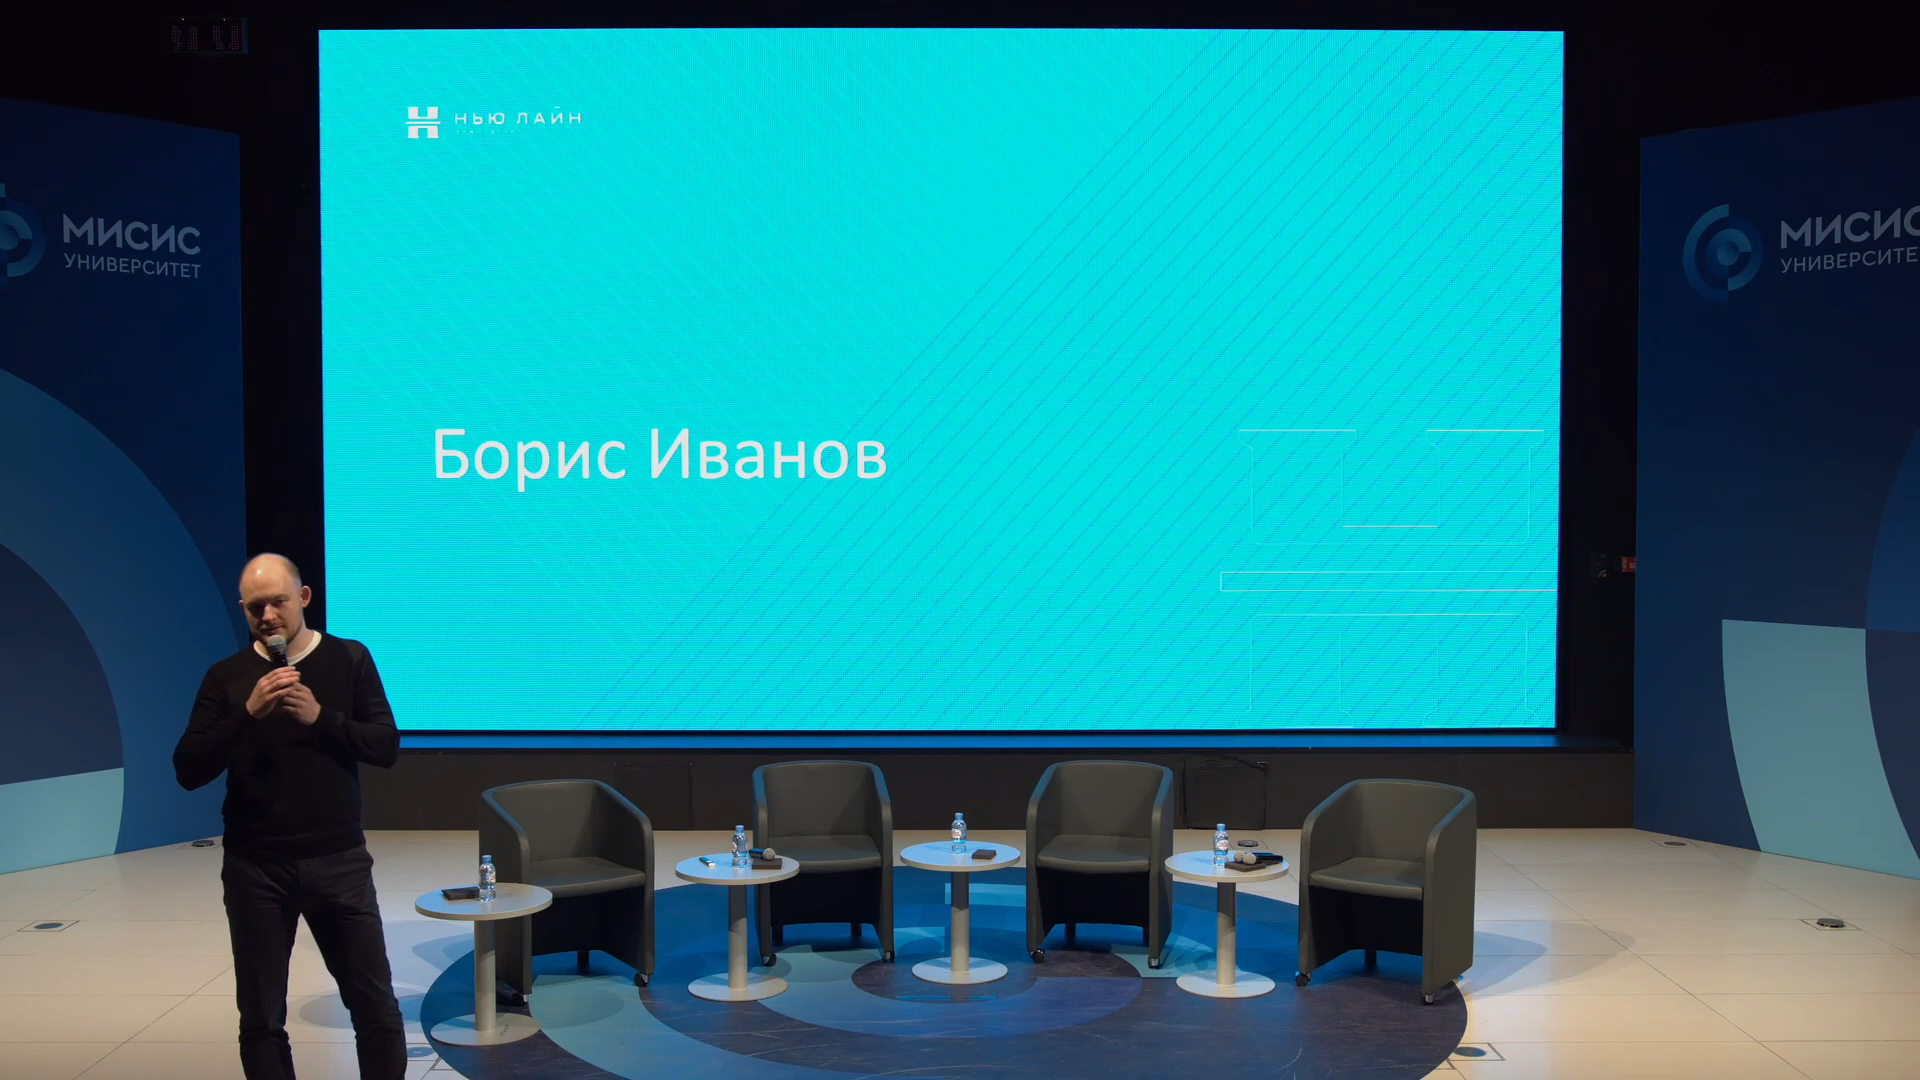 НЬЮ ЛАЙН
МИСИС
УНИВЕРСИТЕТ
МИСИС
УНИВЕРСИТЕ
Борис Иванов